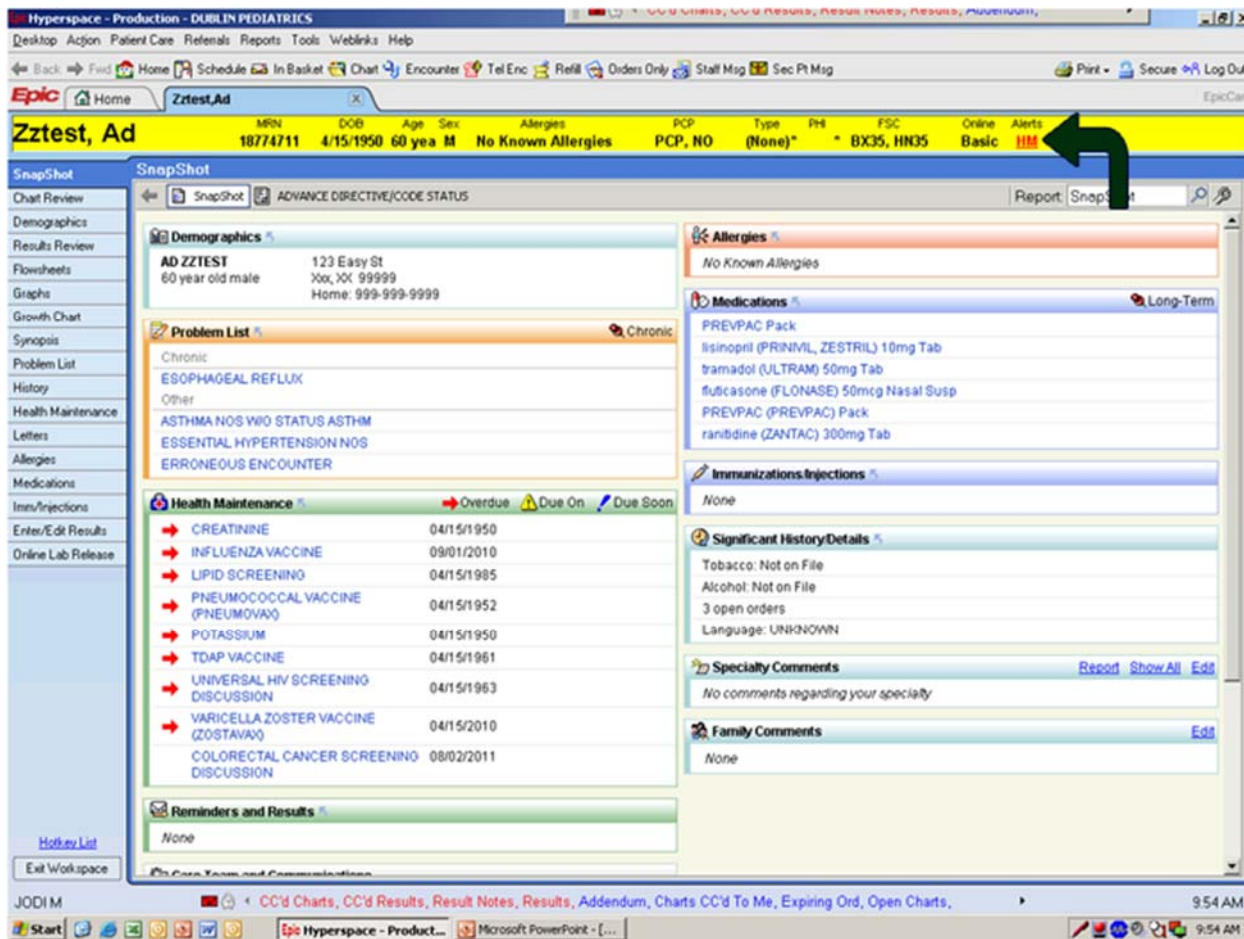 Hyperspace - Production - DUBLIN PEDIATRICS
CC'd Charts, CC'd Results, Result Notes, Results, Addendum,
Desktop Action Patient Care Referrals Reports Tools Weblinks Help
Back Fwd Home Schedule In Basket Chart Encounter Tel Enc Refill Orders Only Staff Msg Sec Pt Msg Print Secure Log Out
Epic Home Zztest,Ad EpicCar
MRN DOB Age Sex Allergies PCP Type PHI FSC Online Alerts
Zztest, Ad 18774711 4/15/1950 60 yea M No Known Allergies PCP, NO (None)* * BX35, HN35 Basic HM
SnapShot
Chart Review
Demographics
Results Review
Flowsheets
Graphs
Growth Chart
Synopsis
Problem List
History
Health Maintenance
Letters
Allergies
Medications
Imm/Injections
Enter/Edit Results
Online Lab Release
Hotkey List
Exit Workspace
SnapShot
SnapShot ADVANCE DIRECTIVE/CODE STATUS Report: SnapShot
Demographics
AD ZZTEST 123 Easy St
60 year old male Xxx, XX 99999
Home: 999-999-9999
Problem List Chronic
Chronic
ESOPHAGEAL REFLUX
Other
ASTHMA NOS W/O STATUS ASTHM
ESSENTIAL HYPERTENSION NOS
ERRONEOUS ENCOUNTER
Health Maintenance Overdue Due On Due Soon
CREATININE 04/15/1950
INFLUENZA VACCINE 09/01/2010
LIPID SCREENING 04/15/1985
PNEUMOCOCCAL VACCINE
(PNEUMOVAX) 04/15/1952
POTASSIUM 04/15/1950
TDAP VACCINE 04/15/1961
UNIVERSAL HIV SCREENING
DISCUSSION 04/15/1963
VARICELLA ZOSTER VACCINE
(ZOSTAVAX) 04/15/2010
COLORECTAL CANCER SCREENING 08/02/2011
DISCUSSION
Reminders and Results
None
Care Team and Communications
Allergies
No Known Allergies
Medications Long-Term
PREVPAC Pack
lisinopril (PRINIVIL, ZESTRIL) 10mg Tab
tramadol (ULTRAM) 50mg Tab
fluticasone (FLONASE) 50mcg Nasal Susp
PREVPAC (PREVPAC) Pack
ranitidine (ZANTAC) 300mg Tab
Immunizations/Injections
None
Significant History/Details
Tobacco: Not on File
Alcohol: Not on File
3 open orders
Language: UNKNOWN
Specialty Comments Report Show All Edit
No comments regarding your specialty
Family Comments Edit
None
JODI M CC'd Charts, CC'd Results, Result Notes, Results, Addendum, Charts CC'd To Me, Expiring Ord, Open Charts, 9:54 AM
Start Epic Hyperspace - Product... Microsoft PowerPoint - [... 9:54 AM